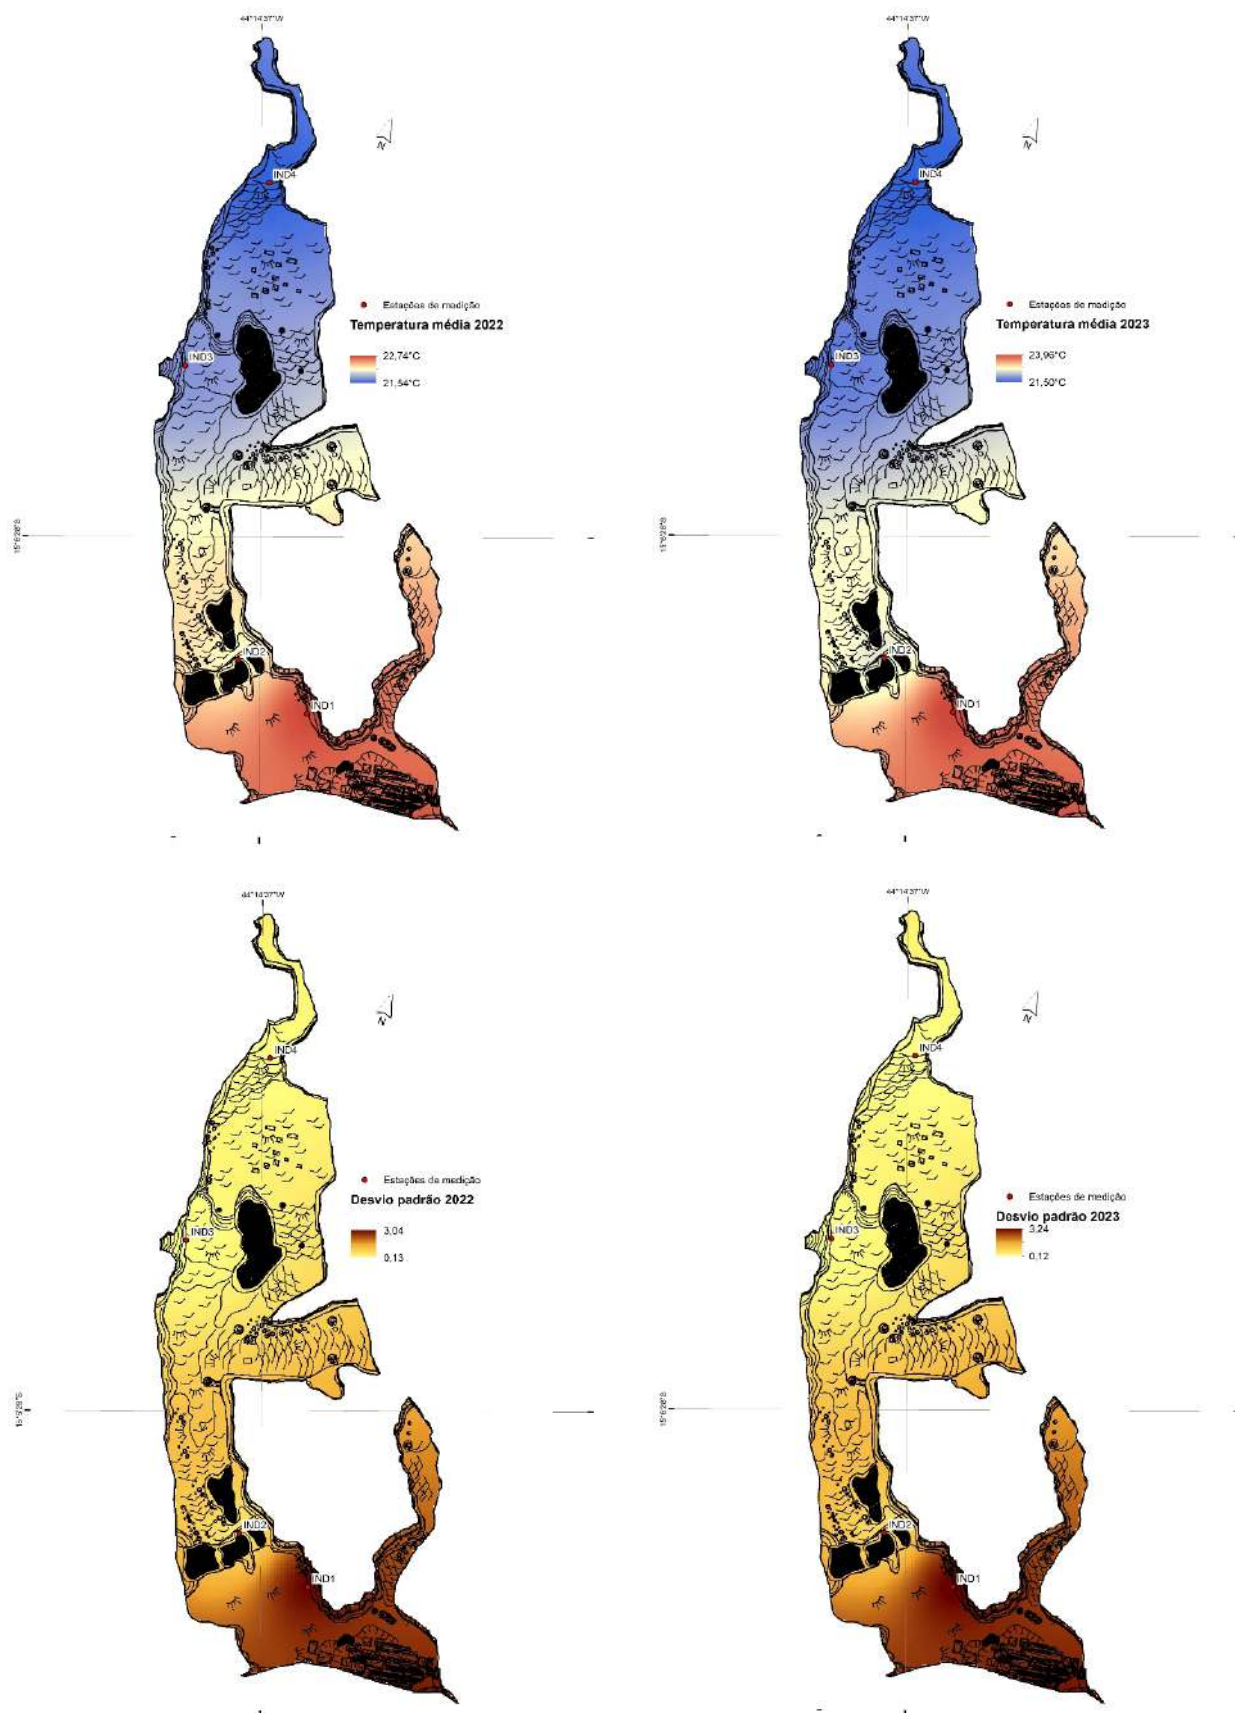 44°14'37"W
N
IND4
Estações de medição
Temperatura média 2022
22,74°C
21,54°C
IND3
IND2
IND1
44°14'37"W
N
IND4
Estações de medição
Temperatura média 2023
23,96°C
21,50°C
IND3
IND2
IND1
44°14'37"W
N
IND4
Estações de medição
Desvio padrão 2022
3,04
0,13
IND3
IND2
IND1
44°14'37"W
N
IND4
Estações de medição
Desvio padrão 2023
3,24
0,12
IND3
IND2
IND1